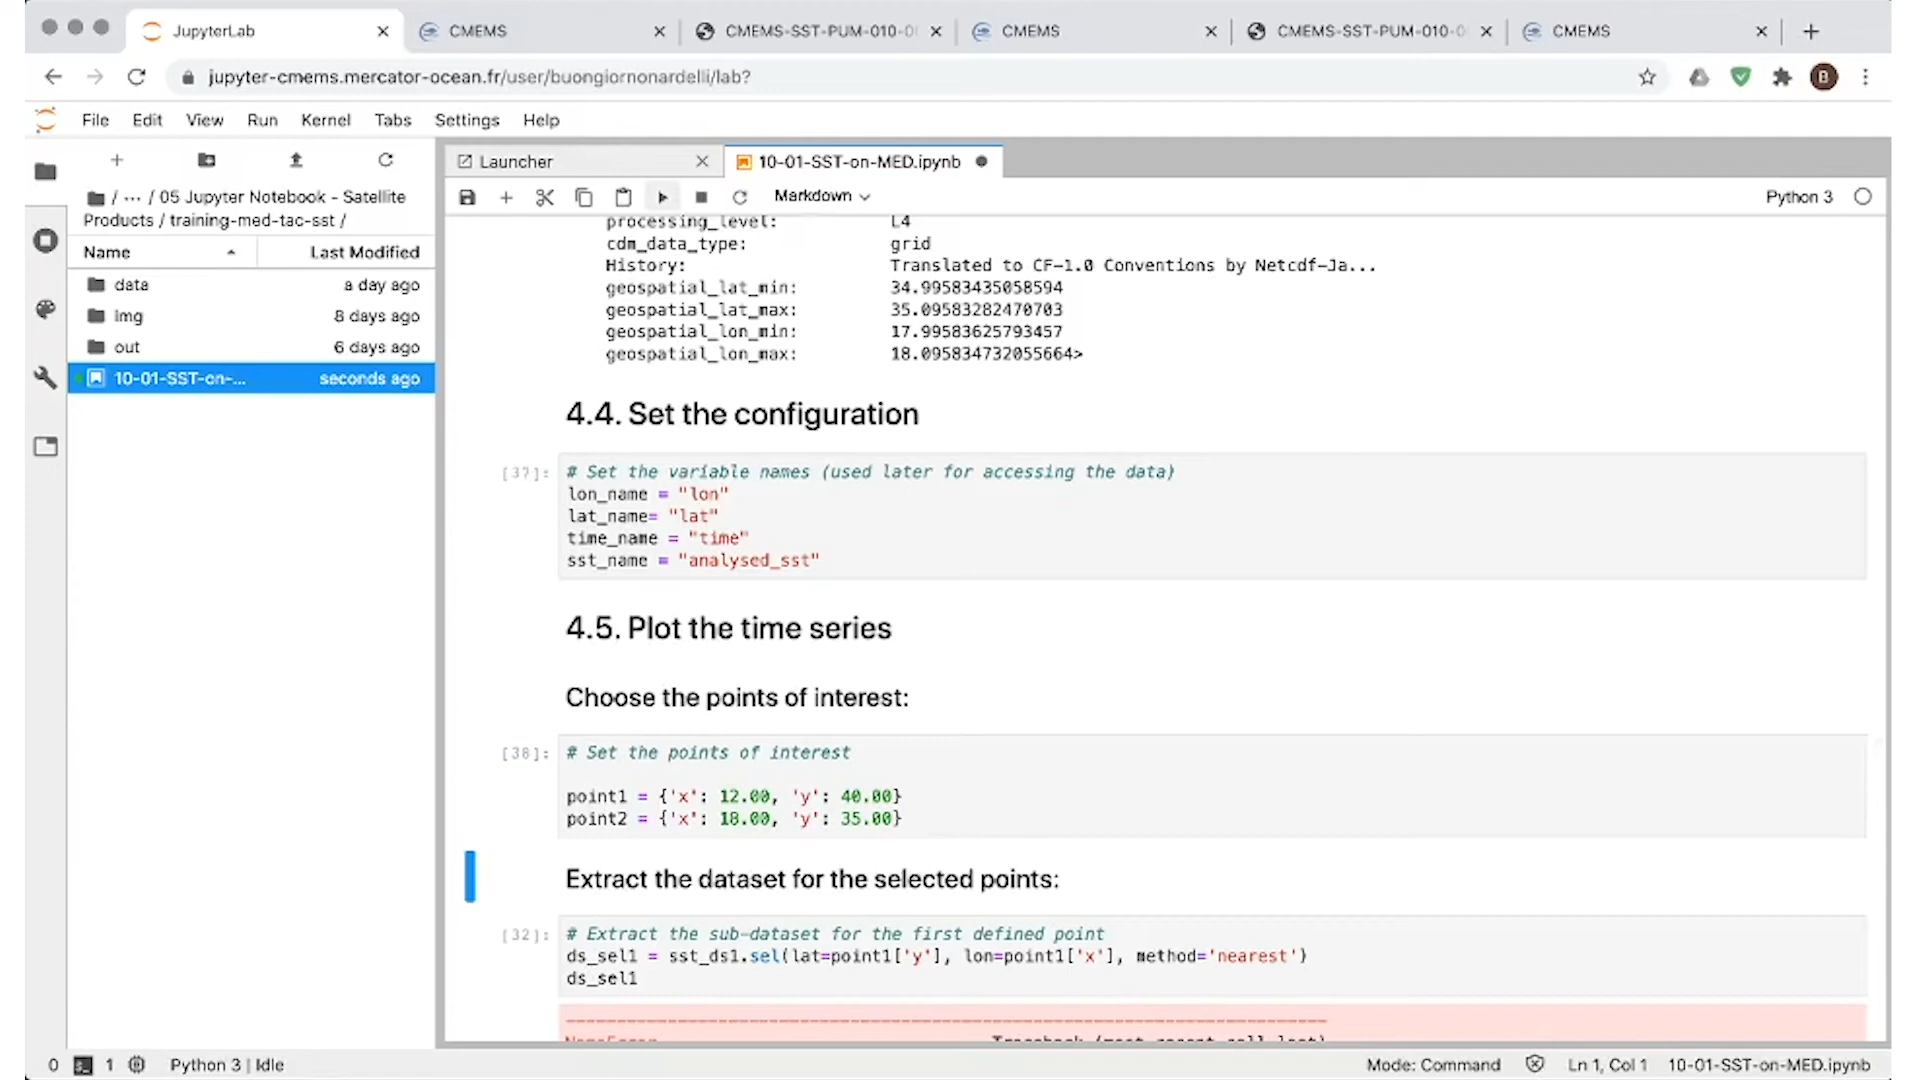 JupyterLab
CMEMS
CMEMS-SST-PUM-010-0
CMEMS
CMEMS-SST-PUM-010-0
CMEMS
jupyter-cmems.mercator-ocean.fr/user/buongiornonardelli/lab?
B
File Edit View Run Kernel Tabs Settings Help
Launcher
10-01-SST-on-MED.ipynb
Markdown
Python 3
/ ... / 05 Jupyter Notebook - Satellite
Products / training-med-tac-sst /
Name Last Modified
data a day ago
img 8 days ago
out 6 days ago
10-01-SST-on-... seconds ago
processing_level: L4
cdm_data_type: grid
History: Translated to CF-1.0 Conventions by Netcdf-Ja...
geospatial_lat_min: 34.99583435058594
geospatial_lat_max: 35.09583282470703
geospatial_lon_min: 17.99583625793457
geospatial_lon_max: 18.095834732055664>
4.4. Set the configuration
[37]: # Set the variable names (used later for accessing the data)
lon_name = "lon"
lat_name= "lat"
time_name = "time"
sst_name = "analysed_sst"
4.5. Plot the time series
Choose the points of interest:
[38]: # Set the points of interest
point1 = {'x': 12.00, 'y': 40.00}
point2 = {'x': 18.00, 'y': 35.00}
Extract the dataset for the selected points:
[32]: # Extract the sub-dataset for the first defined point
ds_sel1 = sst_ds1.sel(lat=point1['y'], lon=point1['x'], method='nearest')
ds_sel1
NameError Traceback (most recent call last)
0 1 Python 3 | Idle
Mode: Command Ln 1, Col 1 10-01-SST-on-MED.ipynb